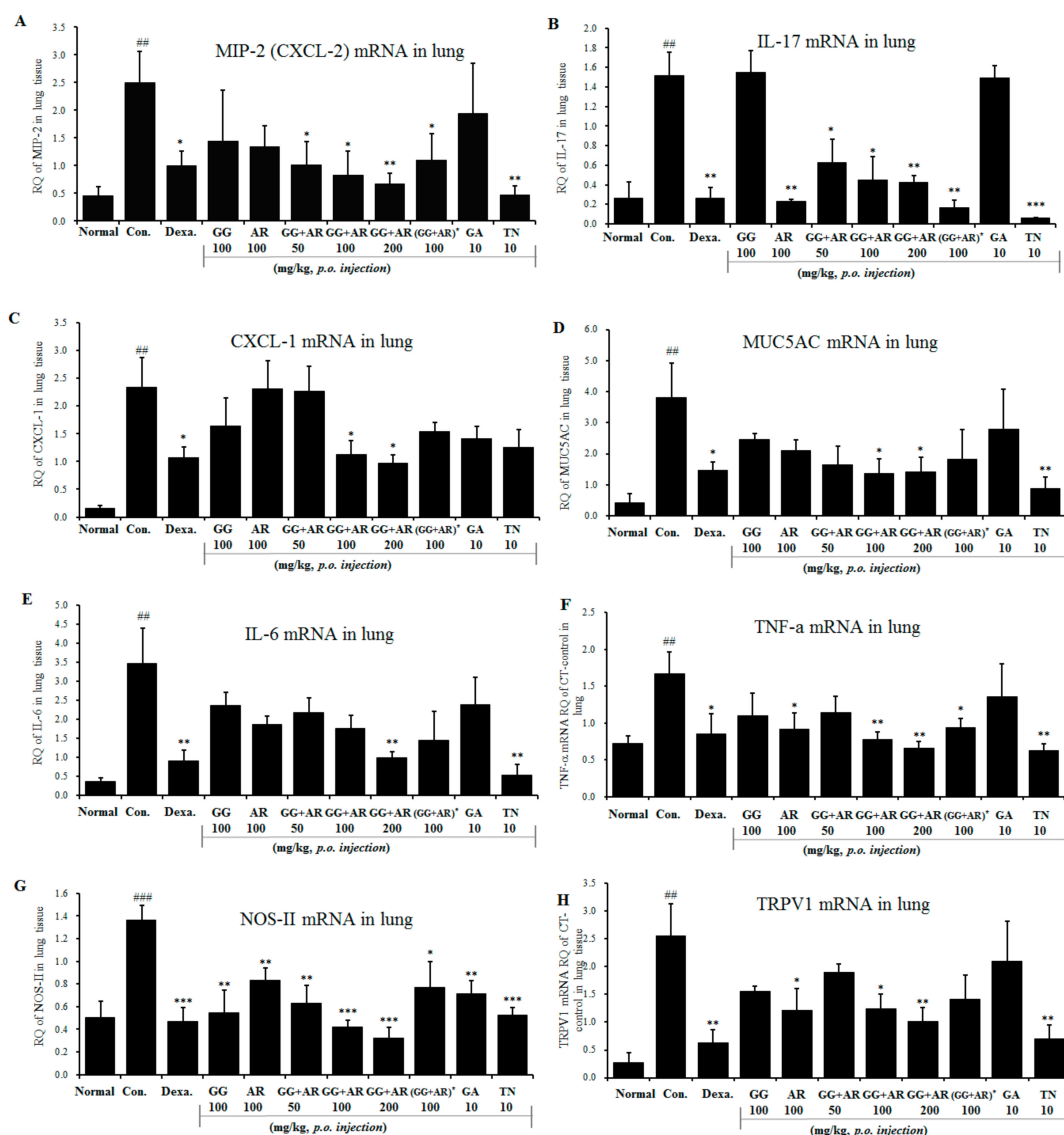 A
MIP-2 (CXCL-2) mRNA in lung
RQ of MIP-2 in lung tissue
3.5
3.0
2.5
2.0
1.5
1.0
0.5
0.0
## * * * ** * **
Normal Con. Dexa. GG AR GG+AR GG+AR GG+AR (GG+AR)* GA TN
100 100 50 100 200 100 10 10
(mg/kg, p.o. injection)
B
IL-17 mRNA in lung
RQ of IL-17 in lung tissue
2.0
1.8
1.6
1.4
1.2
1.0
0.8
0.6
0.4
0.2
0.0
## ** ** * * ** ** ***
Normal Con. Dexa. GG AR GG+AR GG+AR GG+AR (GG+AR)* GA TN
100 100 50 100 200 100 10 10
(mg/kg, p.o. injection)
C
CXCL-1 mRNA in lung
RQ of CXCL-1 in lung tissue
3.5
3.0
2.5
2.0
1.5
1.0
0.5
0.0
## * * *
Normal Con. Dexa. GG AR GG+AR GG+AR GG+AR (GG+AR)* GA TN
100 100 50 100 200 100 10 10
(mg/kg, p.o. injection)
D
MUC5AC mRNA in lung
RQ of MUC5AC in lung tissue
6.0
5.0
4.0
3.0
2.0
1.0
0.0
## * * * **
Normal Con. Dexa. GG AR GG+AR GG+AR GG+AR (GG+AR)* GA TN
100 100 50 100 200 100 10 10
(mg/kg, p.o. injection)
E
IL-6 mRNA in lung
RQ of IL-6 in lung tissue
5.0
4.5
4.0
3.5
3.0
2.5
2.0
1.5
1.0
0.5
0.0
## ** ** **
Normal Con. Dexa. GG AR GG+AR GG+AR GG+AR (GG+AR)* GA TN
100 100 50 100 200 100 10 10
(mg/kg, p.o. injection)
F
TNF-a mRNA in lung
TNF-α mRNA RQ of CT-control in
lung
2.5
2.0
1.5
1.0
0.5
0.0
## * * ** ** * **
Normal Con. Dexa. GG AR GG+AR GG+AR GG+AR (GG+AR)* GA TN
100 100 50 100 200 100 10 10
(mg/kg, p.o. injection)
G
NOS-II mRNA in lung
RQ of NOS-II in lung tissue
1.6
1.4
1.2
1.0
0.8
0.6
0.4
0.2
0.0
### *** ** ** ** *** *** * ** ***
Normal Con. Dexa. GG AR GG+AR GG+AR GG+AR (GG+AR)* GA TN
100 100 50 100 200 100 10 10
(mg/kg, p.o. injection)
H
TRPV1 mRNA in lung
TRPV1 mRNA RQ of CT-
control in lung tissue
3.5
3.0
2.5
2.0
1.5
1.0
0.5
0.0
## ** * * ** **
Normal Con. Dexa. GG AR GG+AR GG+AR GG+AR (GG+AR)* GA TN
100 100 50 100 200 100 10 10
(mg/kg, p.o. injection)